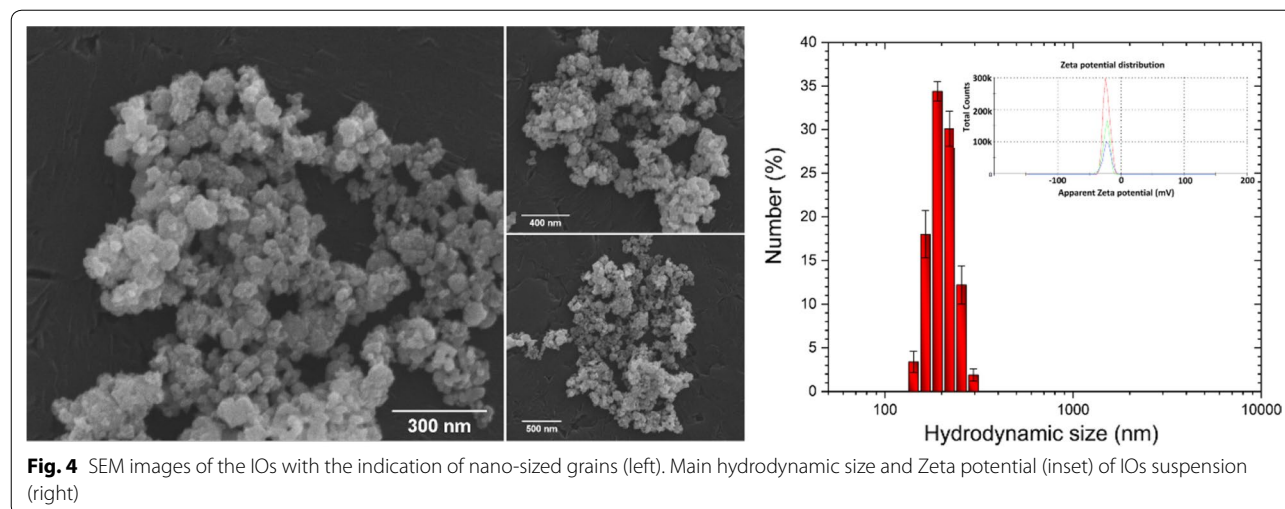 300 nm
400 nm
500 nm
40
35
30
25
20
15
10
5
0
Number (%)
100
1000
10000
Hydrodynamic size (nm)
Zeta potential distribution
300k
200k
100k
0
Total Counts
-100
0
100
200
Apparent Zeta potential (mV)
Fig. 4 SEM images of the IOs with the indication of nano-sized grains (left). Main hydrodynamic size and Zeta potential (inset) of IOs suspension
(right)